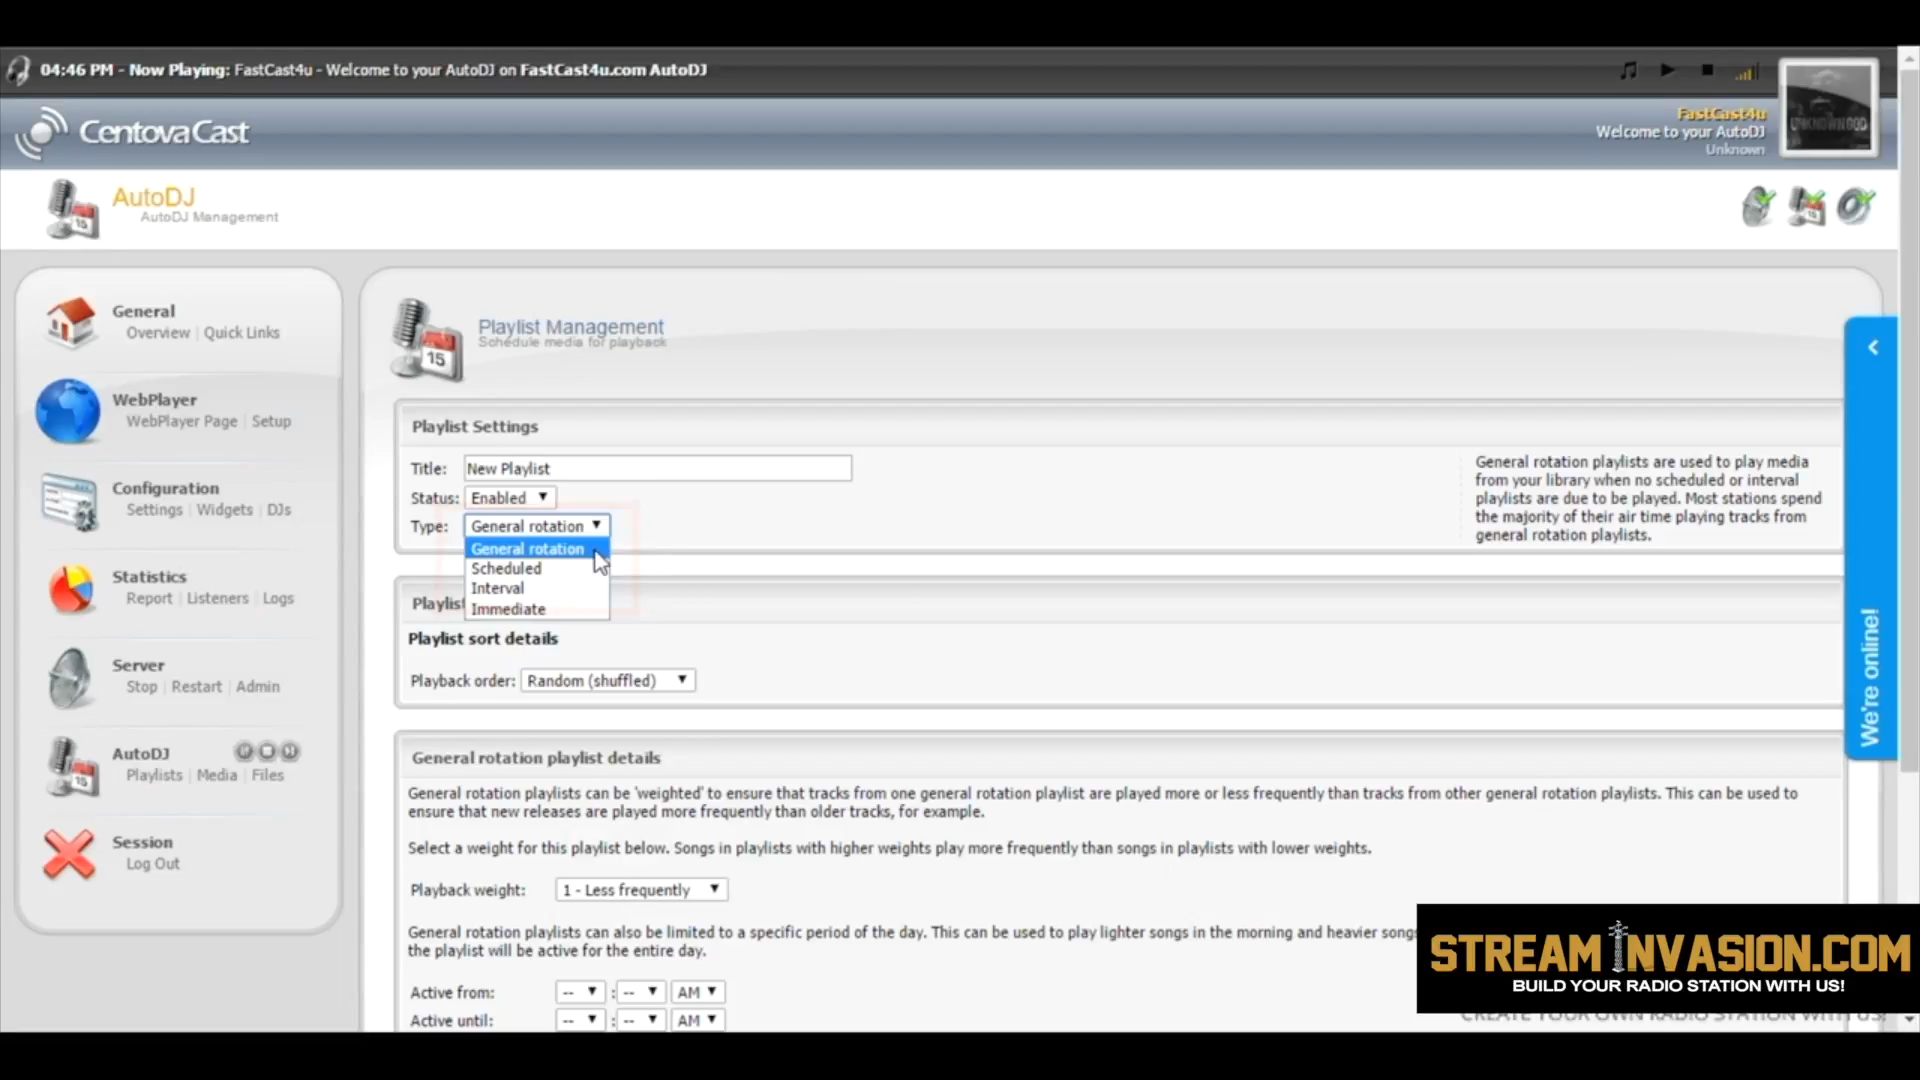 04:46 PM - Now Playing: FastCast4u - Welcome to your AutoDJ on FastCast4u.com AutoDJ
FastCast4u
Welcome to your AutoDJ
Unknown
UNKNOWNGOD
CentovaCast
AutoDJ
AutoDJ Management
General
Overview | Quick Links
WebPlayer
WebPlayer Page | Setup
Configuration
Settings | Widgets | DJs
Statistics
Report | Listeners | Logs
Server
Stop | Restart | Admin
AutoDJ
Playlists | Media | Files
Session
Log Out
Playlist Management
Schedule media for playback
15
Playlist Settings
Title: New Playlist
Status: Enabled
Type: General rotation
General rotation
Scheduled
Interval
Immediate
General rotation playlists are used to play media
from your library when no scheduled or interval
playlists are due to be played. Most stations spend
the majority of their air time playing tracks from
general rotation playlists.
Playlist
Playlist sort details
Playback order: Random (shuffled)
General rotation playlist details
General rotation playlists can be 'weighted' to ensure that tracks from one general rotation playlist are played more or less frequently than tracks from other general rotation playlists. This can be used to
ensure that new releases are played more frequently than older tracks, for example.
Select a weight for this playlist below. Songs in playlists with higher weights play more frequently than songs in playlists with lower weights.
Playback weight: 1 - Less frequently
General rotation playlists can also be limited to a specific period of the day. This can be used to play lighter songs in the morning and heavier songs
the playlist will be active for the entire day.
Active from: -- : -- AM
Active until: -- : -- AM
We're online!
STREAMINVASION.COM
BUILD YOUR RADIO STATION WITH US!
CREATE YOUR OWN RADIO STATION WITH US!